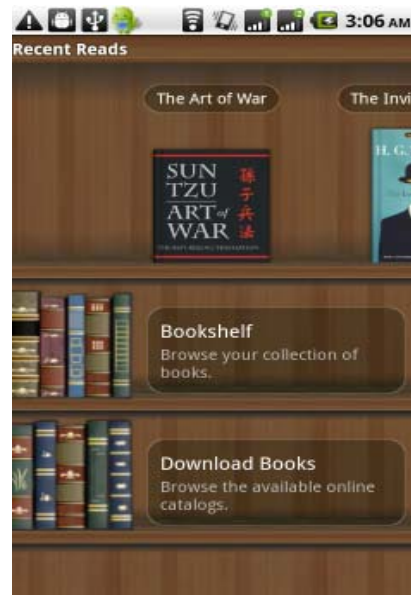 3:06 AM
Recent Reads
The Art of War
The Invi
H. G.
SUN
TZU
ART of
WAR
孫子兵法
Bookshelf
Browse your collection of
books.
Download Books
Browse the available online
catalogs.